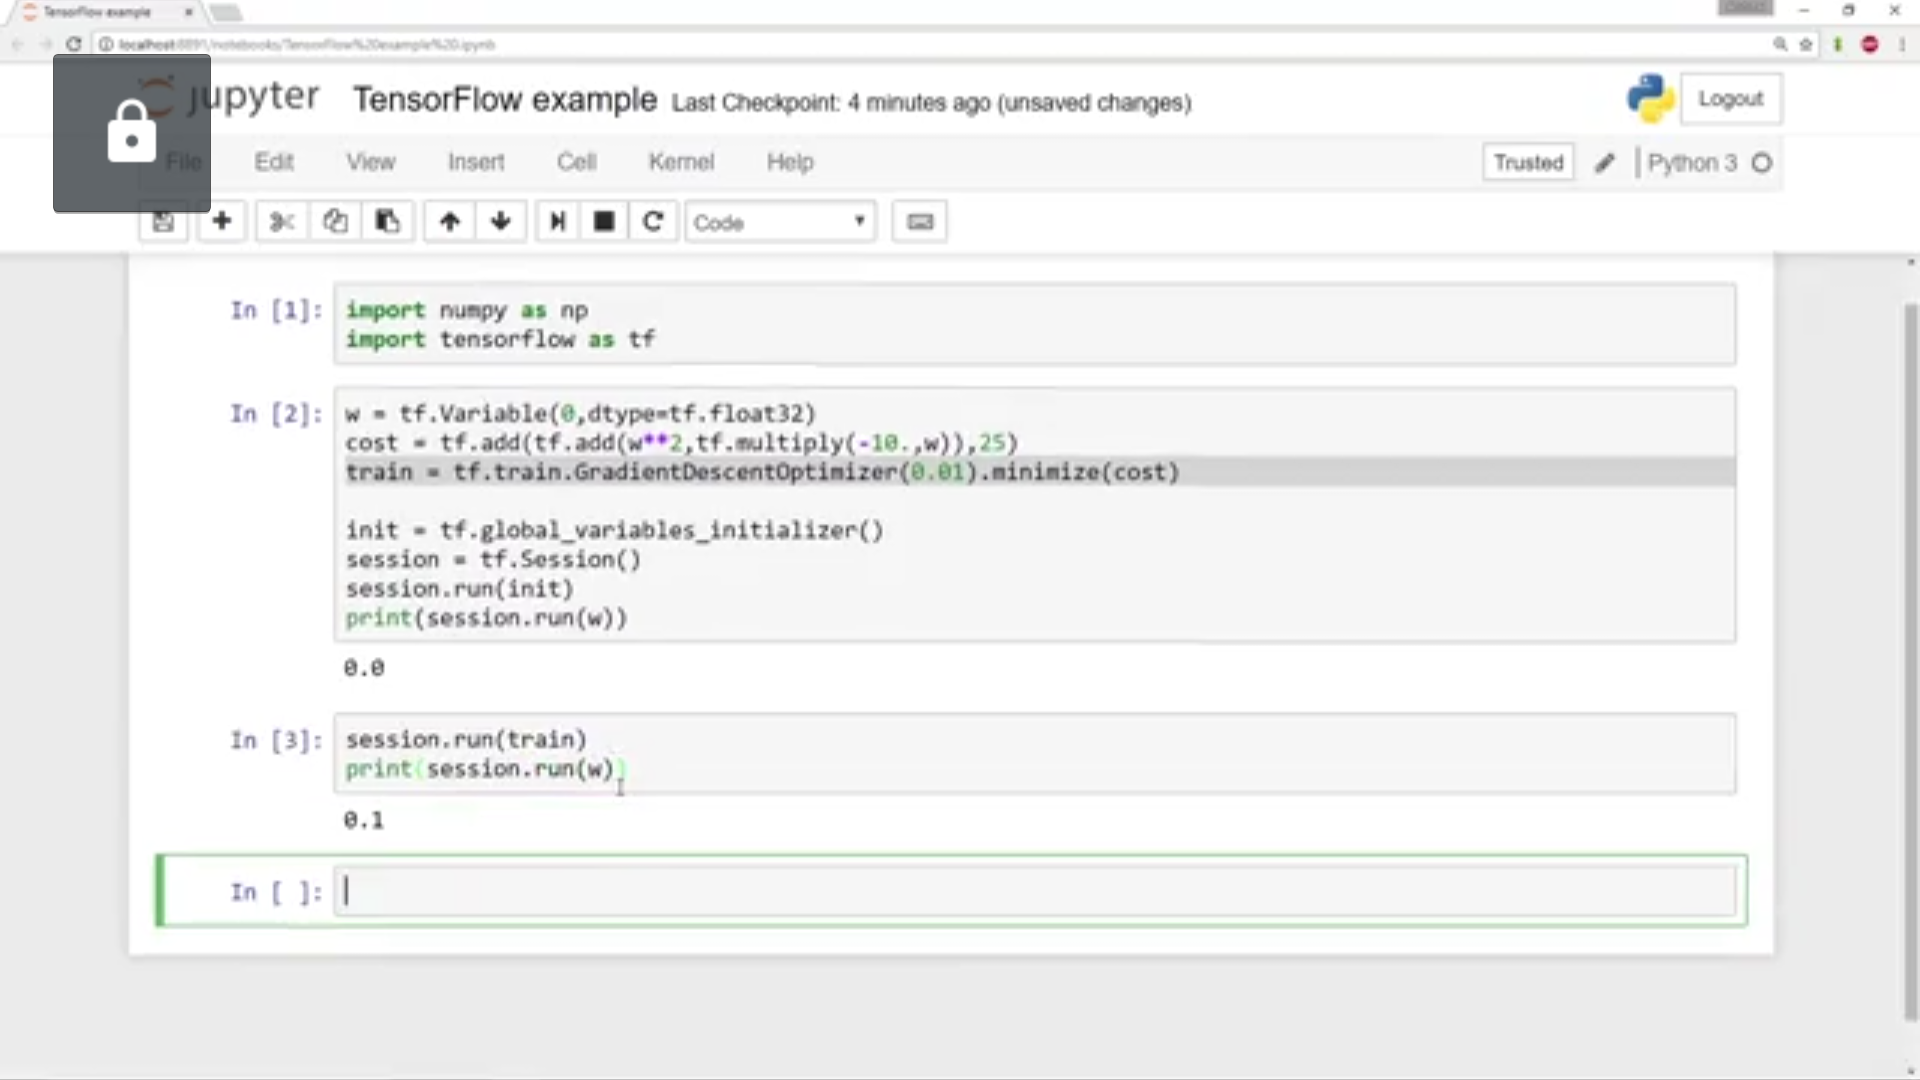 TensorFlow example
localhost:8891/notebooks/TensorFlow%20example%20.ipynb
jupyter TensorFlow example Last Checkpoint: 4 minutes ago (unsaved changes) Logout
File Edit View Insert Cell Kernel Help Trusted Python 3
Code
In [1]: import numpy as np
import tensorflow as tf
In [2]: w = tf.Variable(0,dtype=tf.float32)
cost = tf.add(tf.add(w**2,tf.multiply(-10.,w)),25)
train = tf.train.GradientDescentOptimizer(0.01).minimize(cost)
init = tf.global_variables_initializer()
session = tf.Session()
session.run(init)
print(session.run(w))
0.0
In [3]: session.run(train)
print(session.run(w))
0.1
In [ ]: